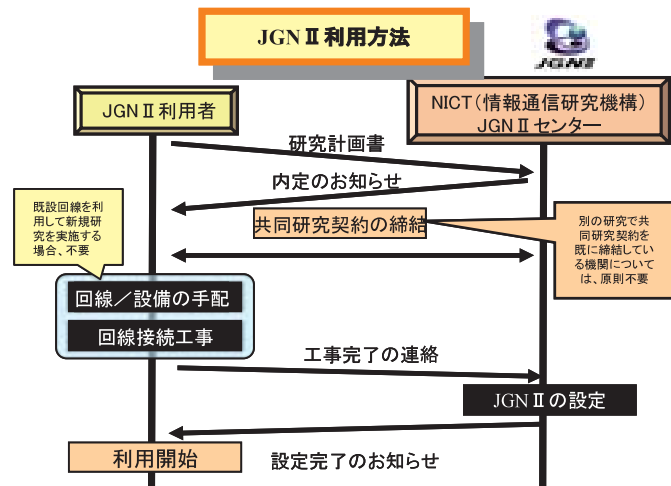 JGNⅡ利用方法
JGNⅡ
JGNⅡ利用者
NICT(情報通信研究機構)
JGNⅡセンター
研究計画書
内定のお知らせ
既設回線を利
用して新規研
究を実施する
場合、不要
共同研究契約の締結
別の研究で共
同研究契約を
既に締結してい
る機関について
は、原則不要
回線/設備の手配
回線接続工事
工事完了の連絡
JGNⅡの設定
利用開始
設定完了のお知らせ